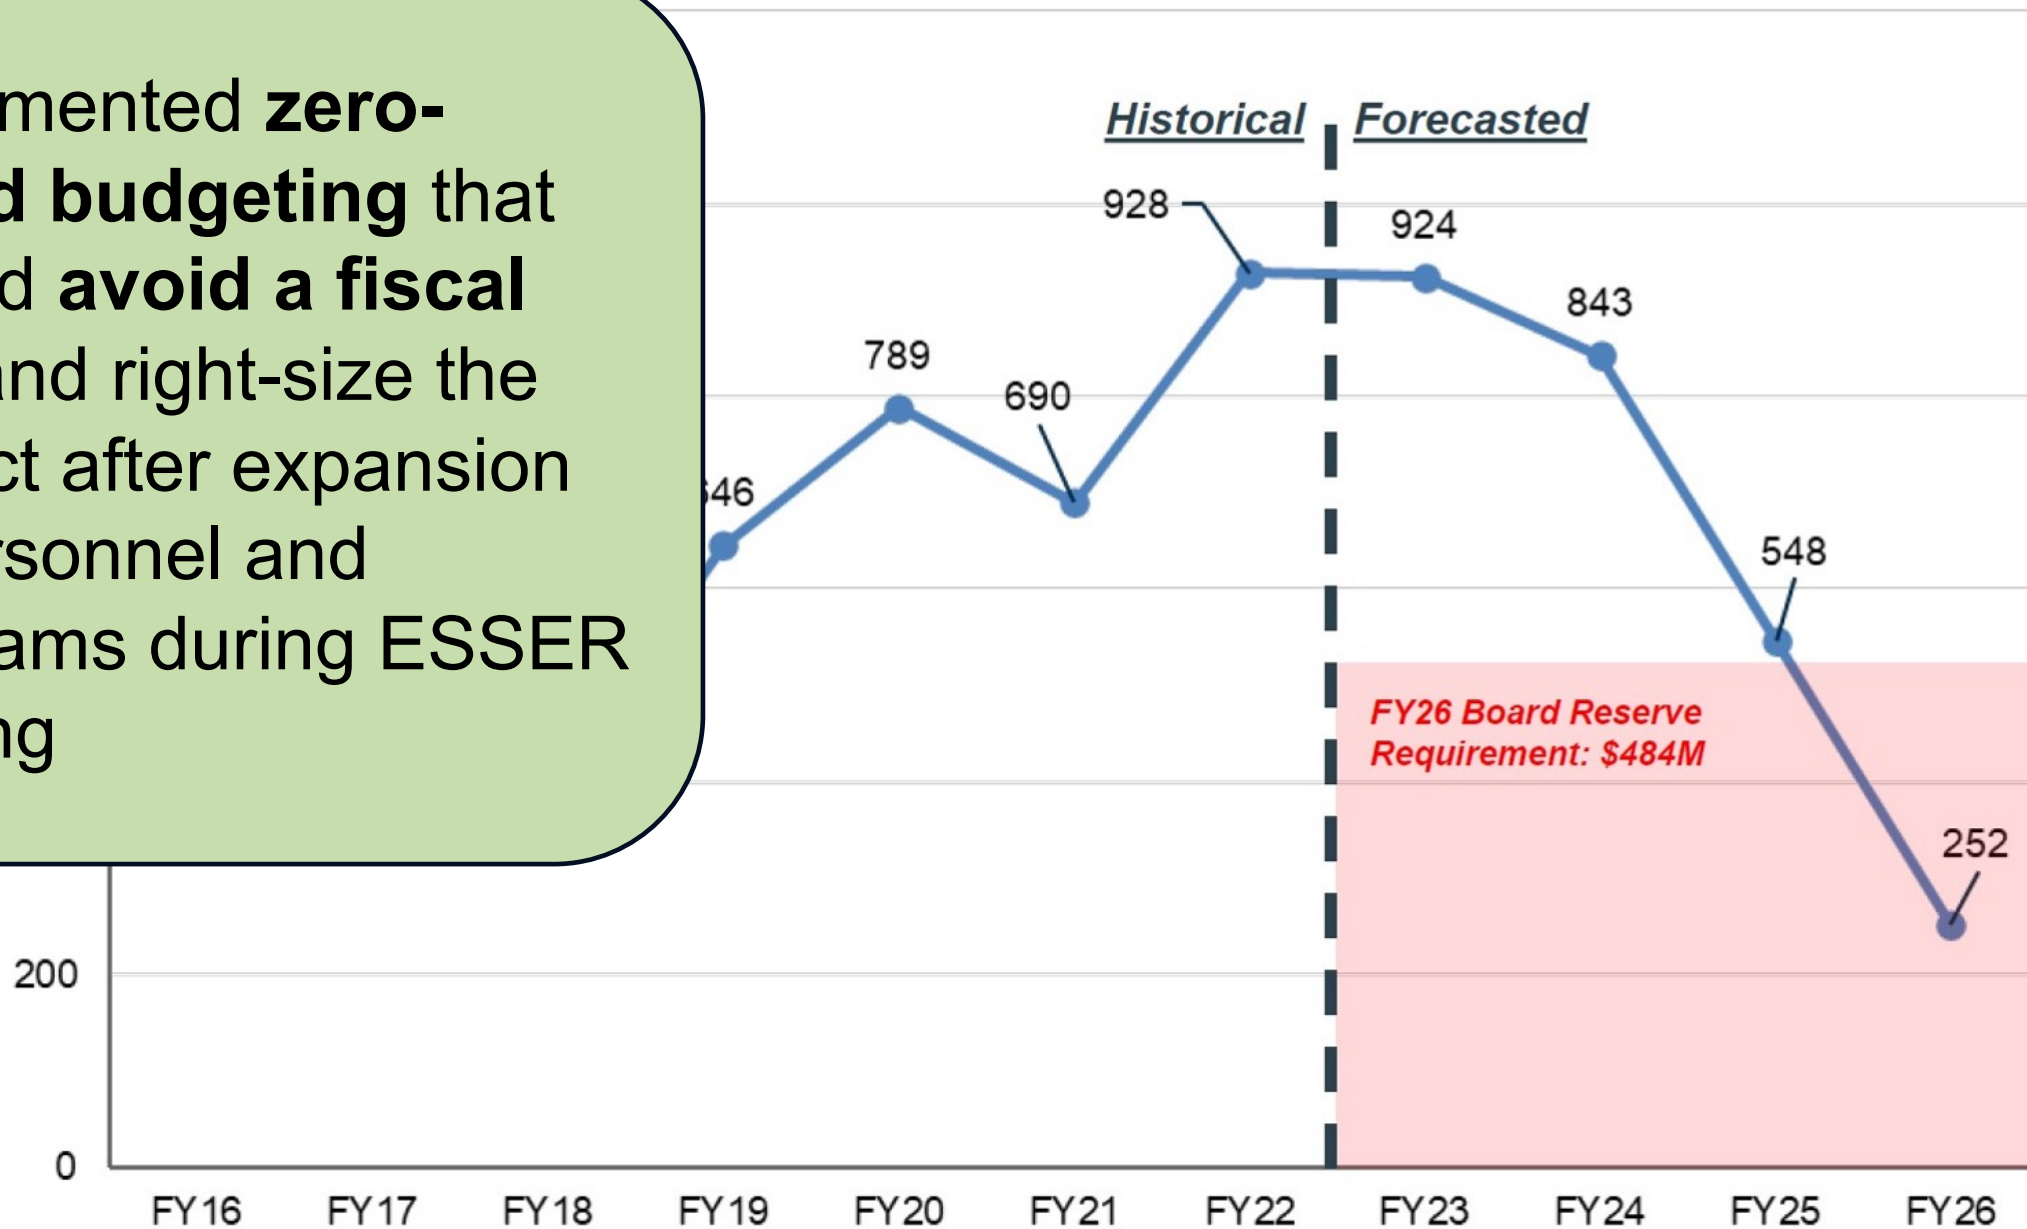 mented zero-
d budgeting that
d avoid a fiscal
and right-size the
ct after expansion
rsonnel and
ams during ESSER
ng
Historical Forecasted
928
924
843
789
690
646
548
FY26 Board Reserve
Requirement: $484M
252
200
0
FY16 FY17 FY18 FY19 FY20 FY21 FY22 FY23 FY24 FY25 FY26